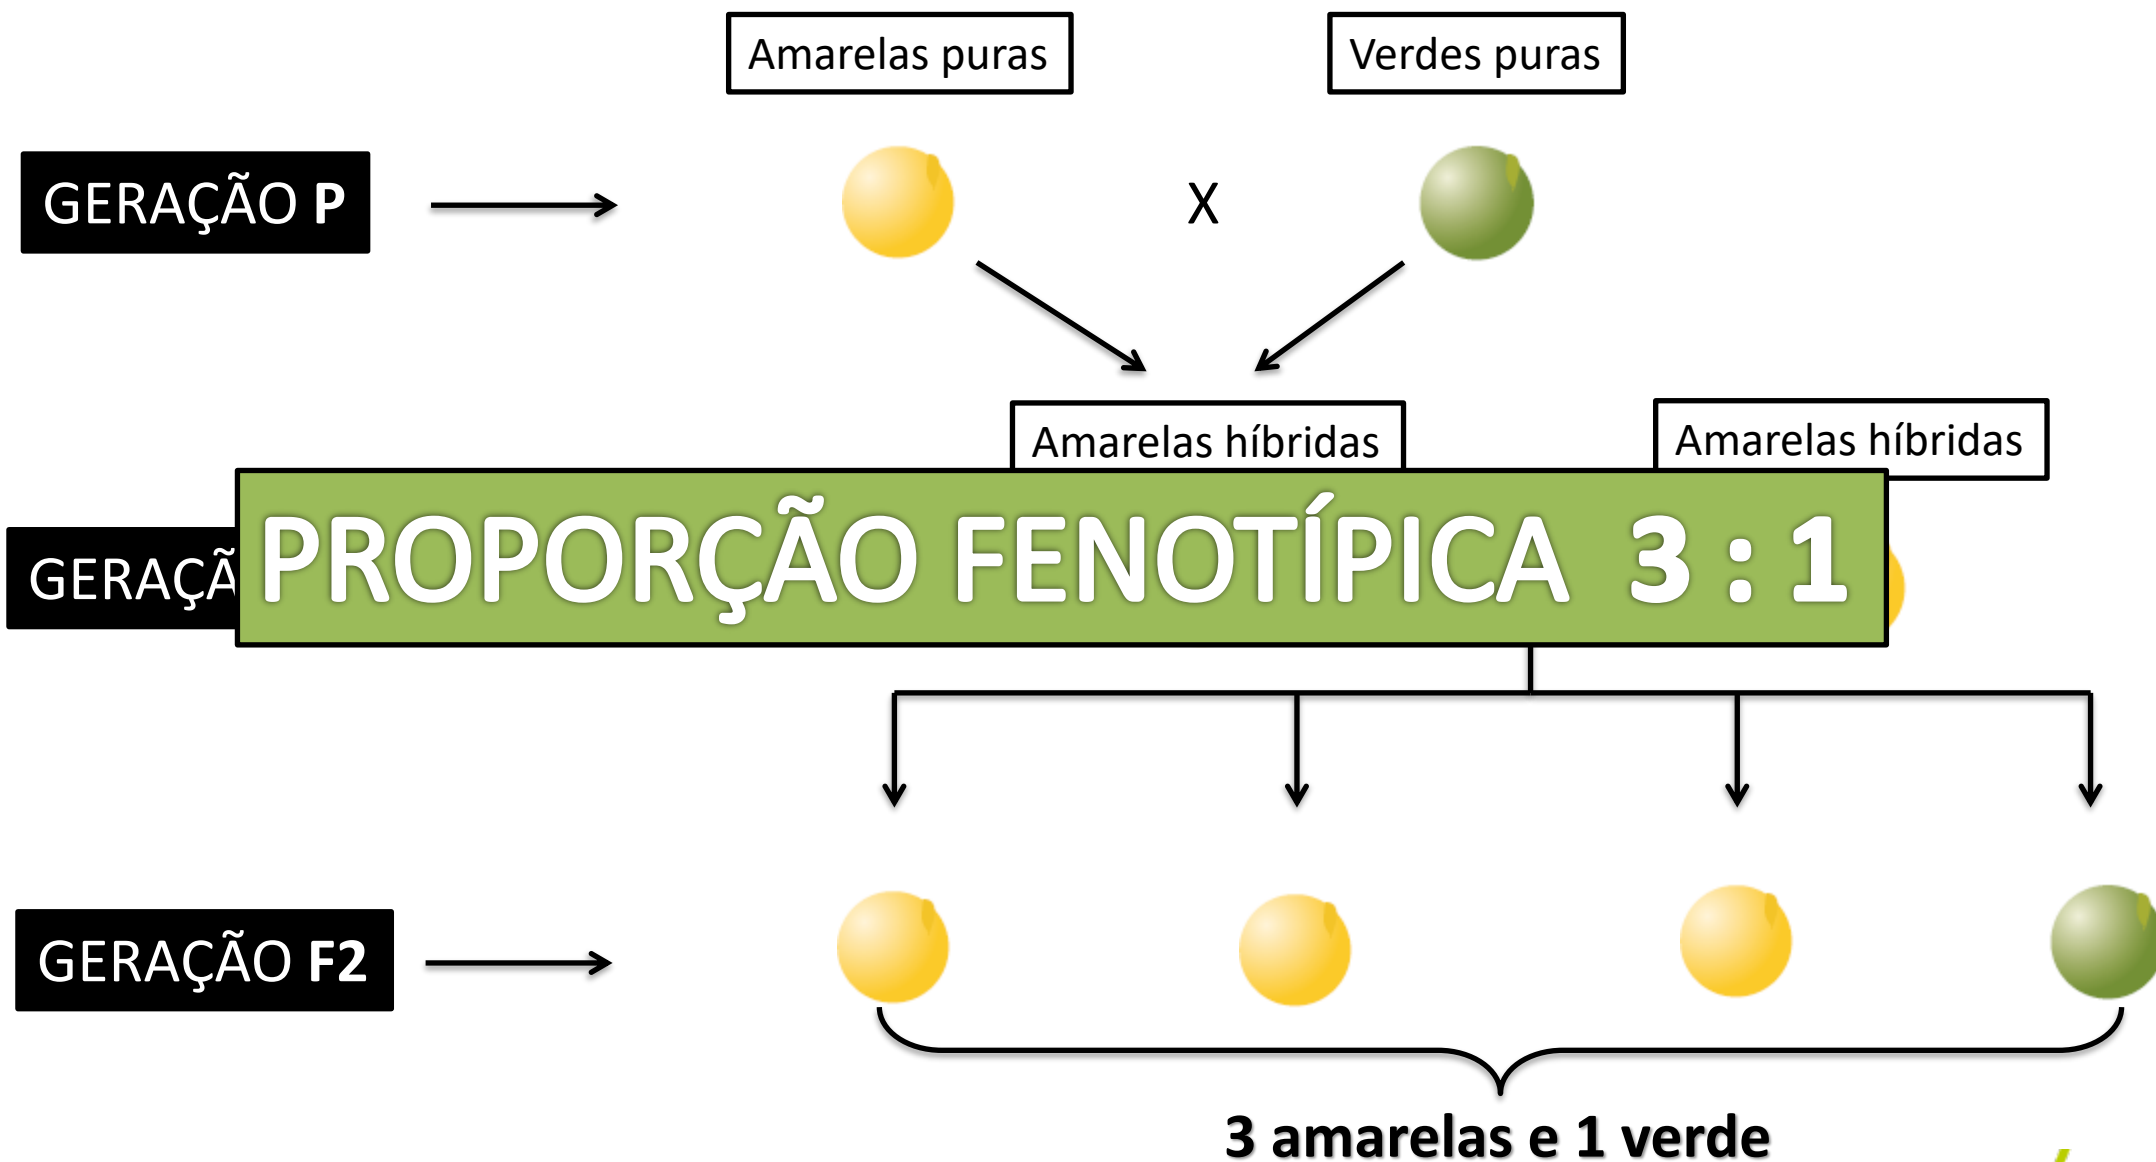 Amarelas puras
Verdes puras
GERAÇÃO P
X
Amarelas híbridas
Amarelas híbridas
PROPORÇÃO FENOTÍPICA 3 : 1
GERAÇÃO F2
3 amarelas e 1 verde